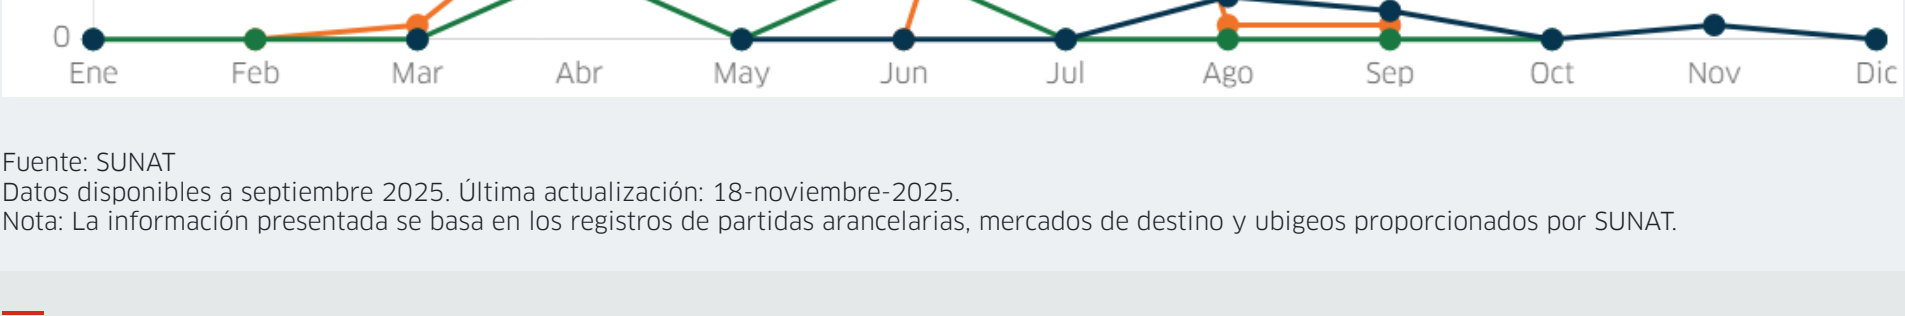 0
Ene Feb Mar Abr May Jun Jul Ago Sep Oct Nov Dic
Fuente: SUNAT
Datos disponibles a septiembre 2025. Última actualización: 18-noviembre-2025.
Nota: La información presentada se basa en los registros de partidas arancelarias, mercados de destino y ubigeos proporcionados por SUNAT.